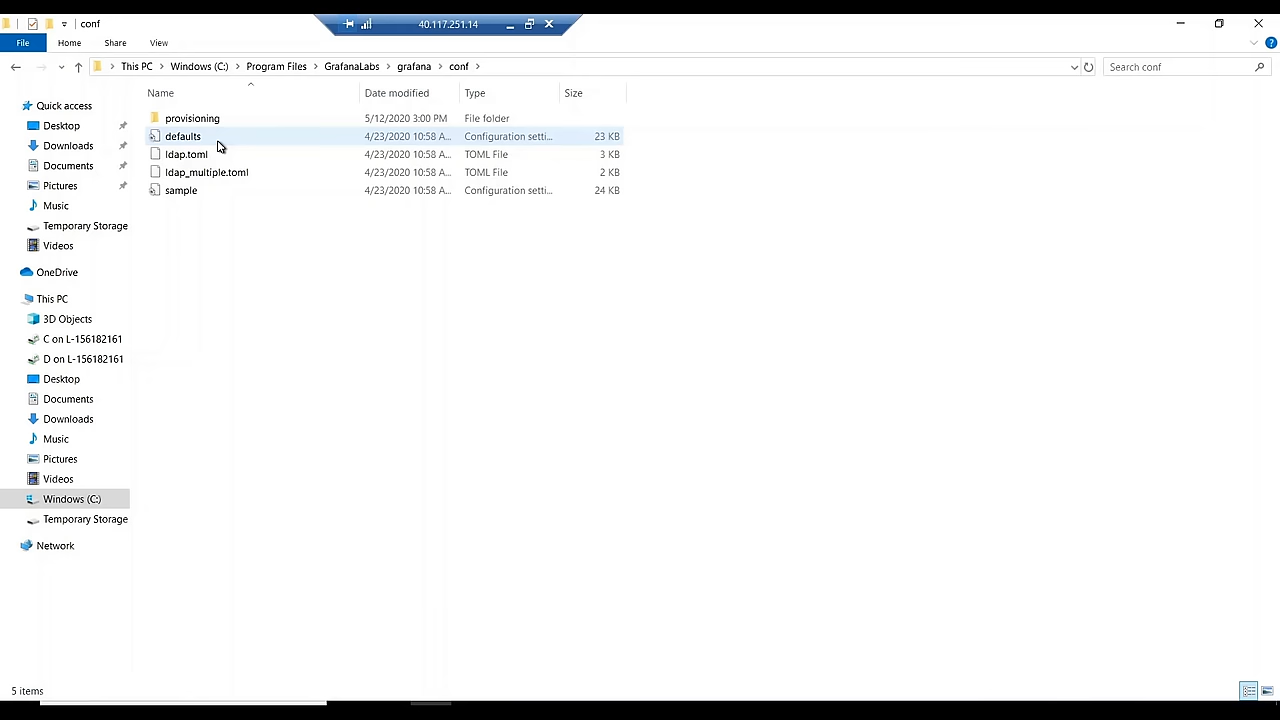 conf
40.117.251.14
File Home Share View
This PC Windows (C:) Program Files GrafanaLabs grafana conf
Search conf
Name Date modified Type Size
provisioning 5/12/2020 3:00 PM File folder
defaults 4/23/2020 10:58 A... Configuration setti... 23 KB
ldap.toml 4/23/2020 10:58 A... TOML File 3 KB
ldap_multiple.toml 4/23/2020 10:58 A... TOML File 2 KB
sample 4/23/2020 10:58 A... Configuration setti... 24 KB
Quick access
Desktop
Downloads
Documents
Pictures
Music
Temporary Storage
Videos
OneDrive
This PC
3D Objects
C on L-156182161
D on L-156182161
Desktop
Documents
Downloads
Music
Pictures
Videos
Windows (C:)
Temporary Storage
Network
5 items